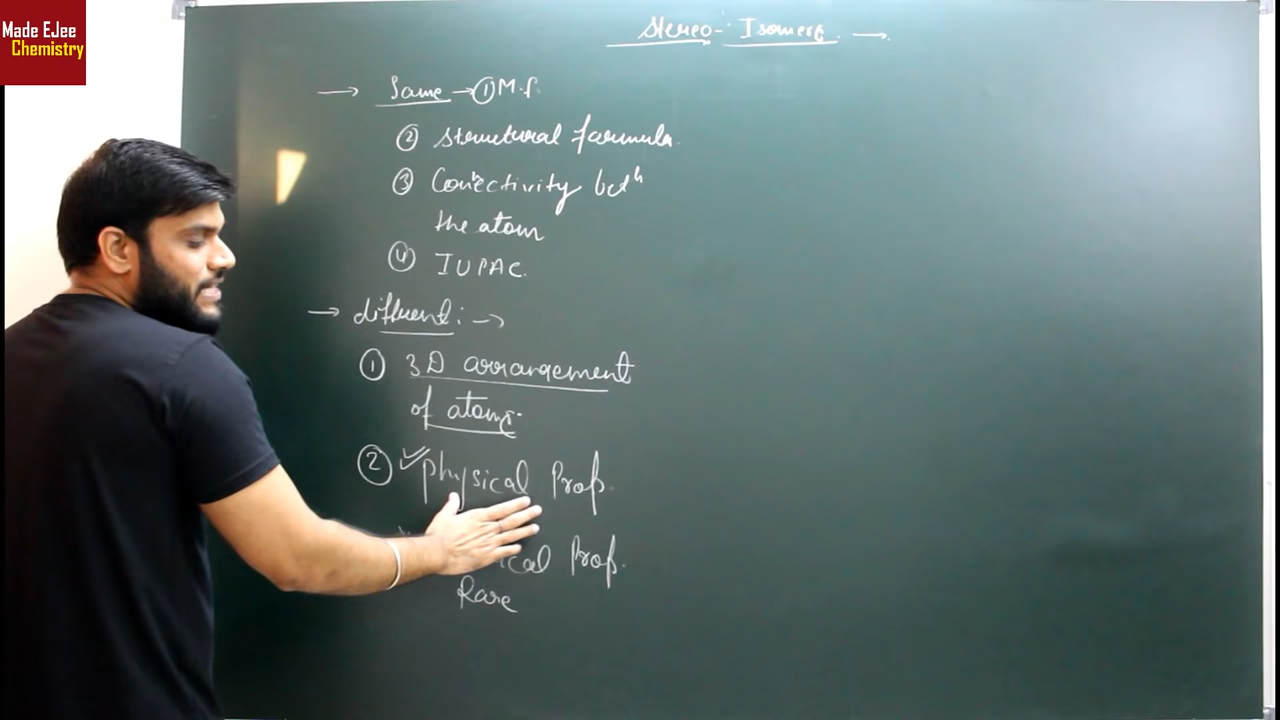 Made EJee
Chemistry
Stereo- Isomers. →.
→ Same → ① M.f.
② structural formula.
③ Connectivity betⁿ
the atom
④ IUPAC.
→ different: →
① 3D arrangement
of atoms.
② ✓ Physical Prop.
ical Prop.
Rare